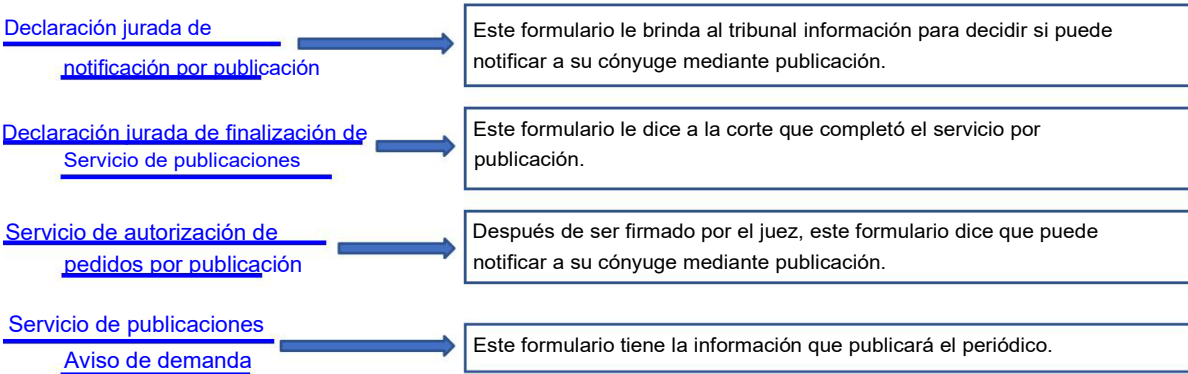 Declaración jurada de
notificación por publicación
Este formulario le brinda al tribunal información para decidir si puede
notificar a su cónyuge mediante publicación.
Declaración jurada de finalización de
Servicio de publicaciones
Este formulario le dice a la corte que completó el servicio por
publicación.
Servicio de autorización de
pedidos por publicación
Después de ser firmado por el juez, este formulario dice que puede
notificar a su cónyuge mediante publicación.
Servicio de publicaciones
Aviso de demanda
Este formulario tiene la información que publicará el periódico.